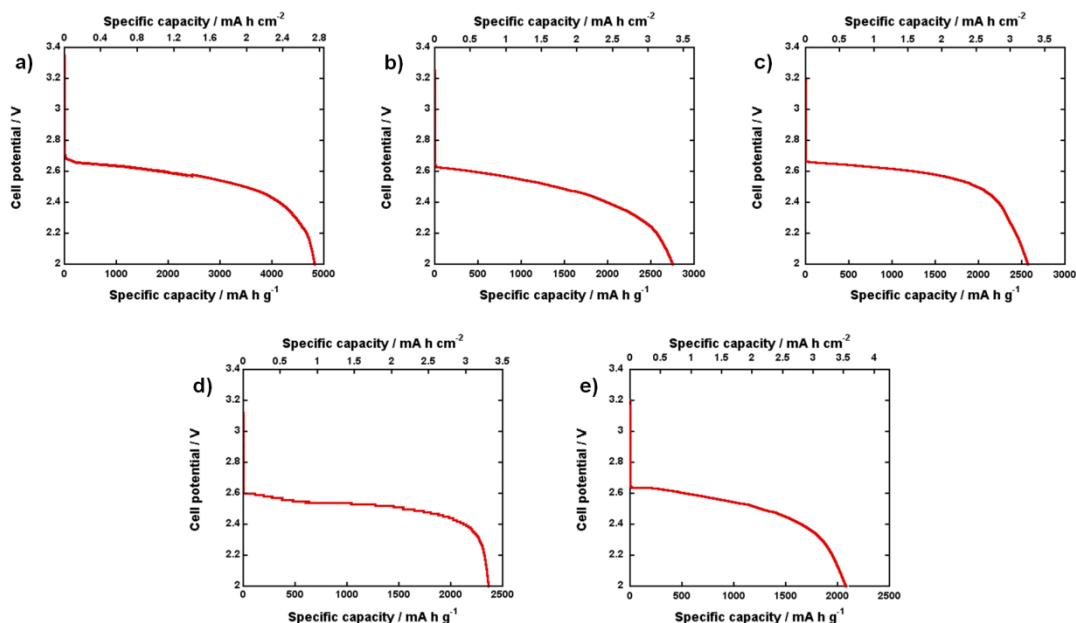 a)
Specific capacity / mA h cm-2
0 0.4 0.8 1.2 1.6 2 2.4 2.8
Cell potential / V
3.4
3.2
3
2.8
2.6
2.4
2.2
2
0 1000 2000 3000 4000 5000
Specific capacity / mA h g-1
b)
Specific capacity / mA h cm-2
0 0.5 1 1.5 2 2.5 3 3.5
Cell potential / V
3.4
3.2
3
2.8
2.6
2.4
2.2
2
0 500 1000 1500 2000 2500 3000
Specific capacity / mA h g-1
c)
Specific capacity / mA h cm-2
0 0.5 1 1.5 2 2.5 3 3.5
Cell potential / V
3.4
3.2
3
2.8
2.6
2.4
2.2
2
0 500 1000 1500 2000 2500 3000
Specific capacity / mA h g-1
d)
Specific capacity / mA h cm-2
0 0.5 1 1.5 2 2.5 3 3.5
Cell potential / V
3.4
3.2
3
2.8
2.6
2.4
2.2
2
0 500 1000 1500 2000 2500
Specific capacity / mA h g-1
e)
Specific capacity / mA h cm-2
0 0.5 1 1.5 2 2.5 3 3.5 4
Cell potential / V
3.4
3.2
3
2.8
2.6
2.4
2.2
2
0 500 1000 1500 2000 2500
Specific capacity / mA h g-1